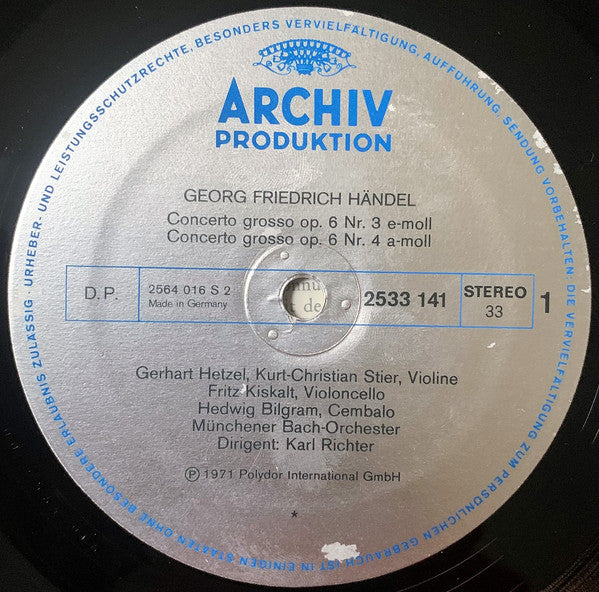 URHEBER- UND LEISTUNGSSCHUTZRECHTE, BESONDERS VERVIELFÄLTIGUNG, AUFFÜHRUNG, SENDUNG VORBEHALTEN. DIE VERVIELFÄLTIGUNG ZUM PERSÖNLICHEN GEBRAUCH IST IN EINIGEN STAATEN OHNE BESONDERE ERLAUBNIS ZULÄSSIG -
ARCHIV
PRODUKTION
GEORG FRIEDRICH HÄNDEL
Concerto grosso op. 6 Nr. 3 e-moll
Concerto grosso op. 6 Nr. 4 a-moll
D.P. 2564 016 S 2 2533 141 STEREO 1
Made in Germany 33
de
Gerhart Hetzel, Kurt-Christian Stier, Violine
Fritz Kiskalt, Violoncello
Hedwig Bilgram, Cembalo
Münchener Bach-Orchester
Dirigent: Karl Richter
Ⓟ 1971 Polydor International GmbH
*